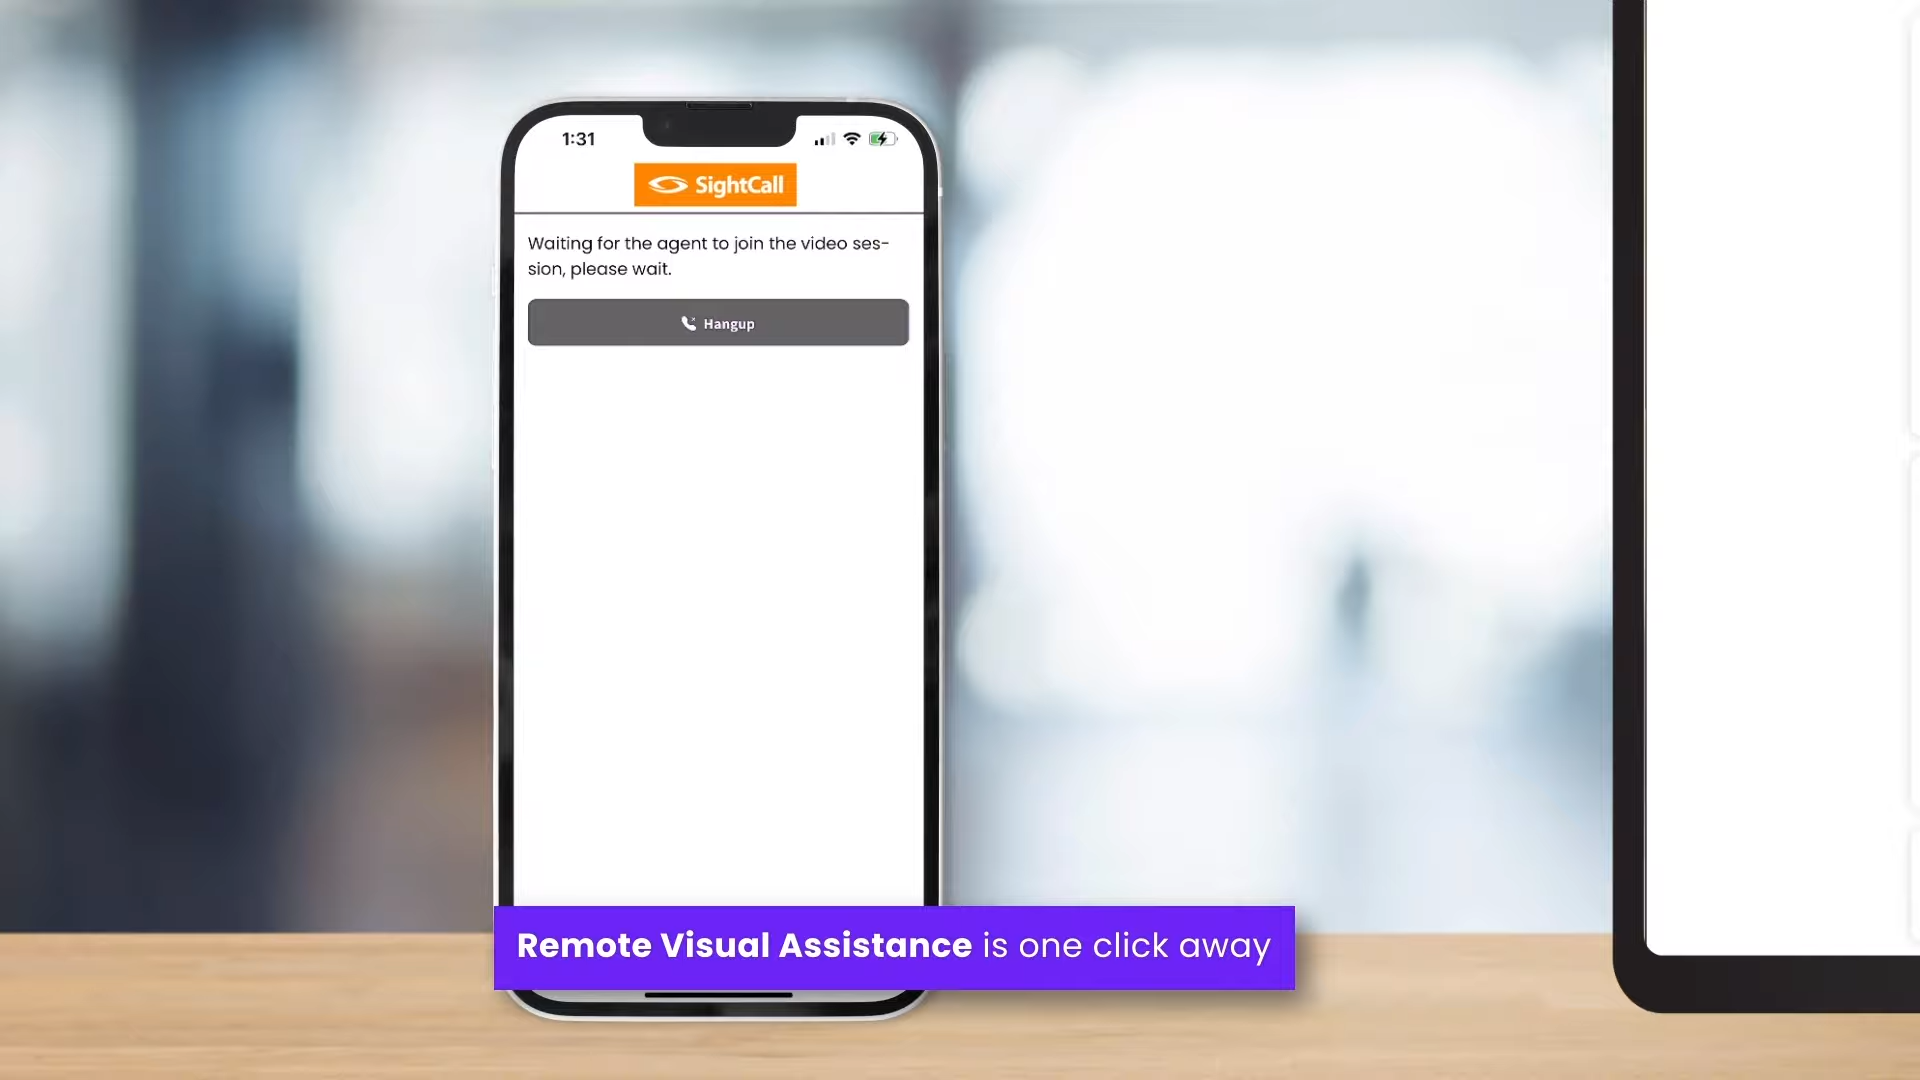 1:31
SightCall
Waiting for the agent to join the video ses-
sion, please wait.
Hangup
Remote Visual Assistance is one click away